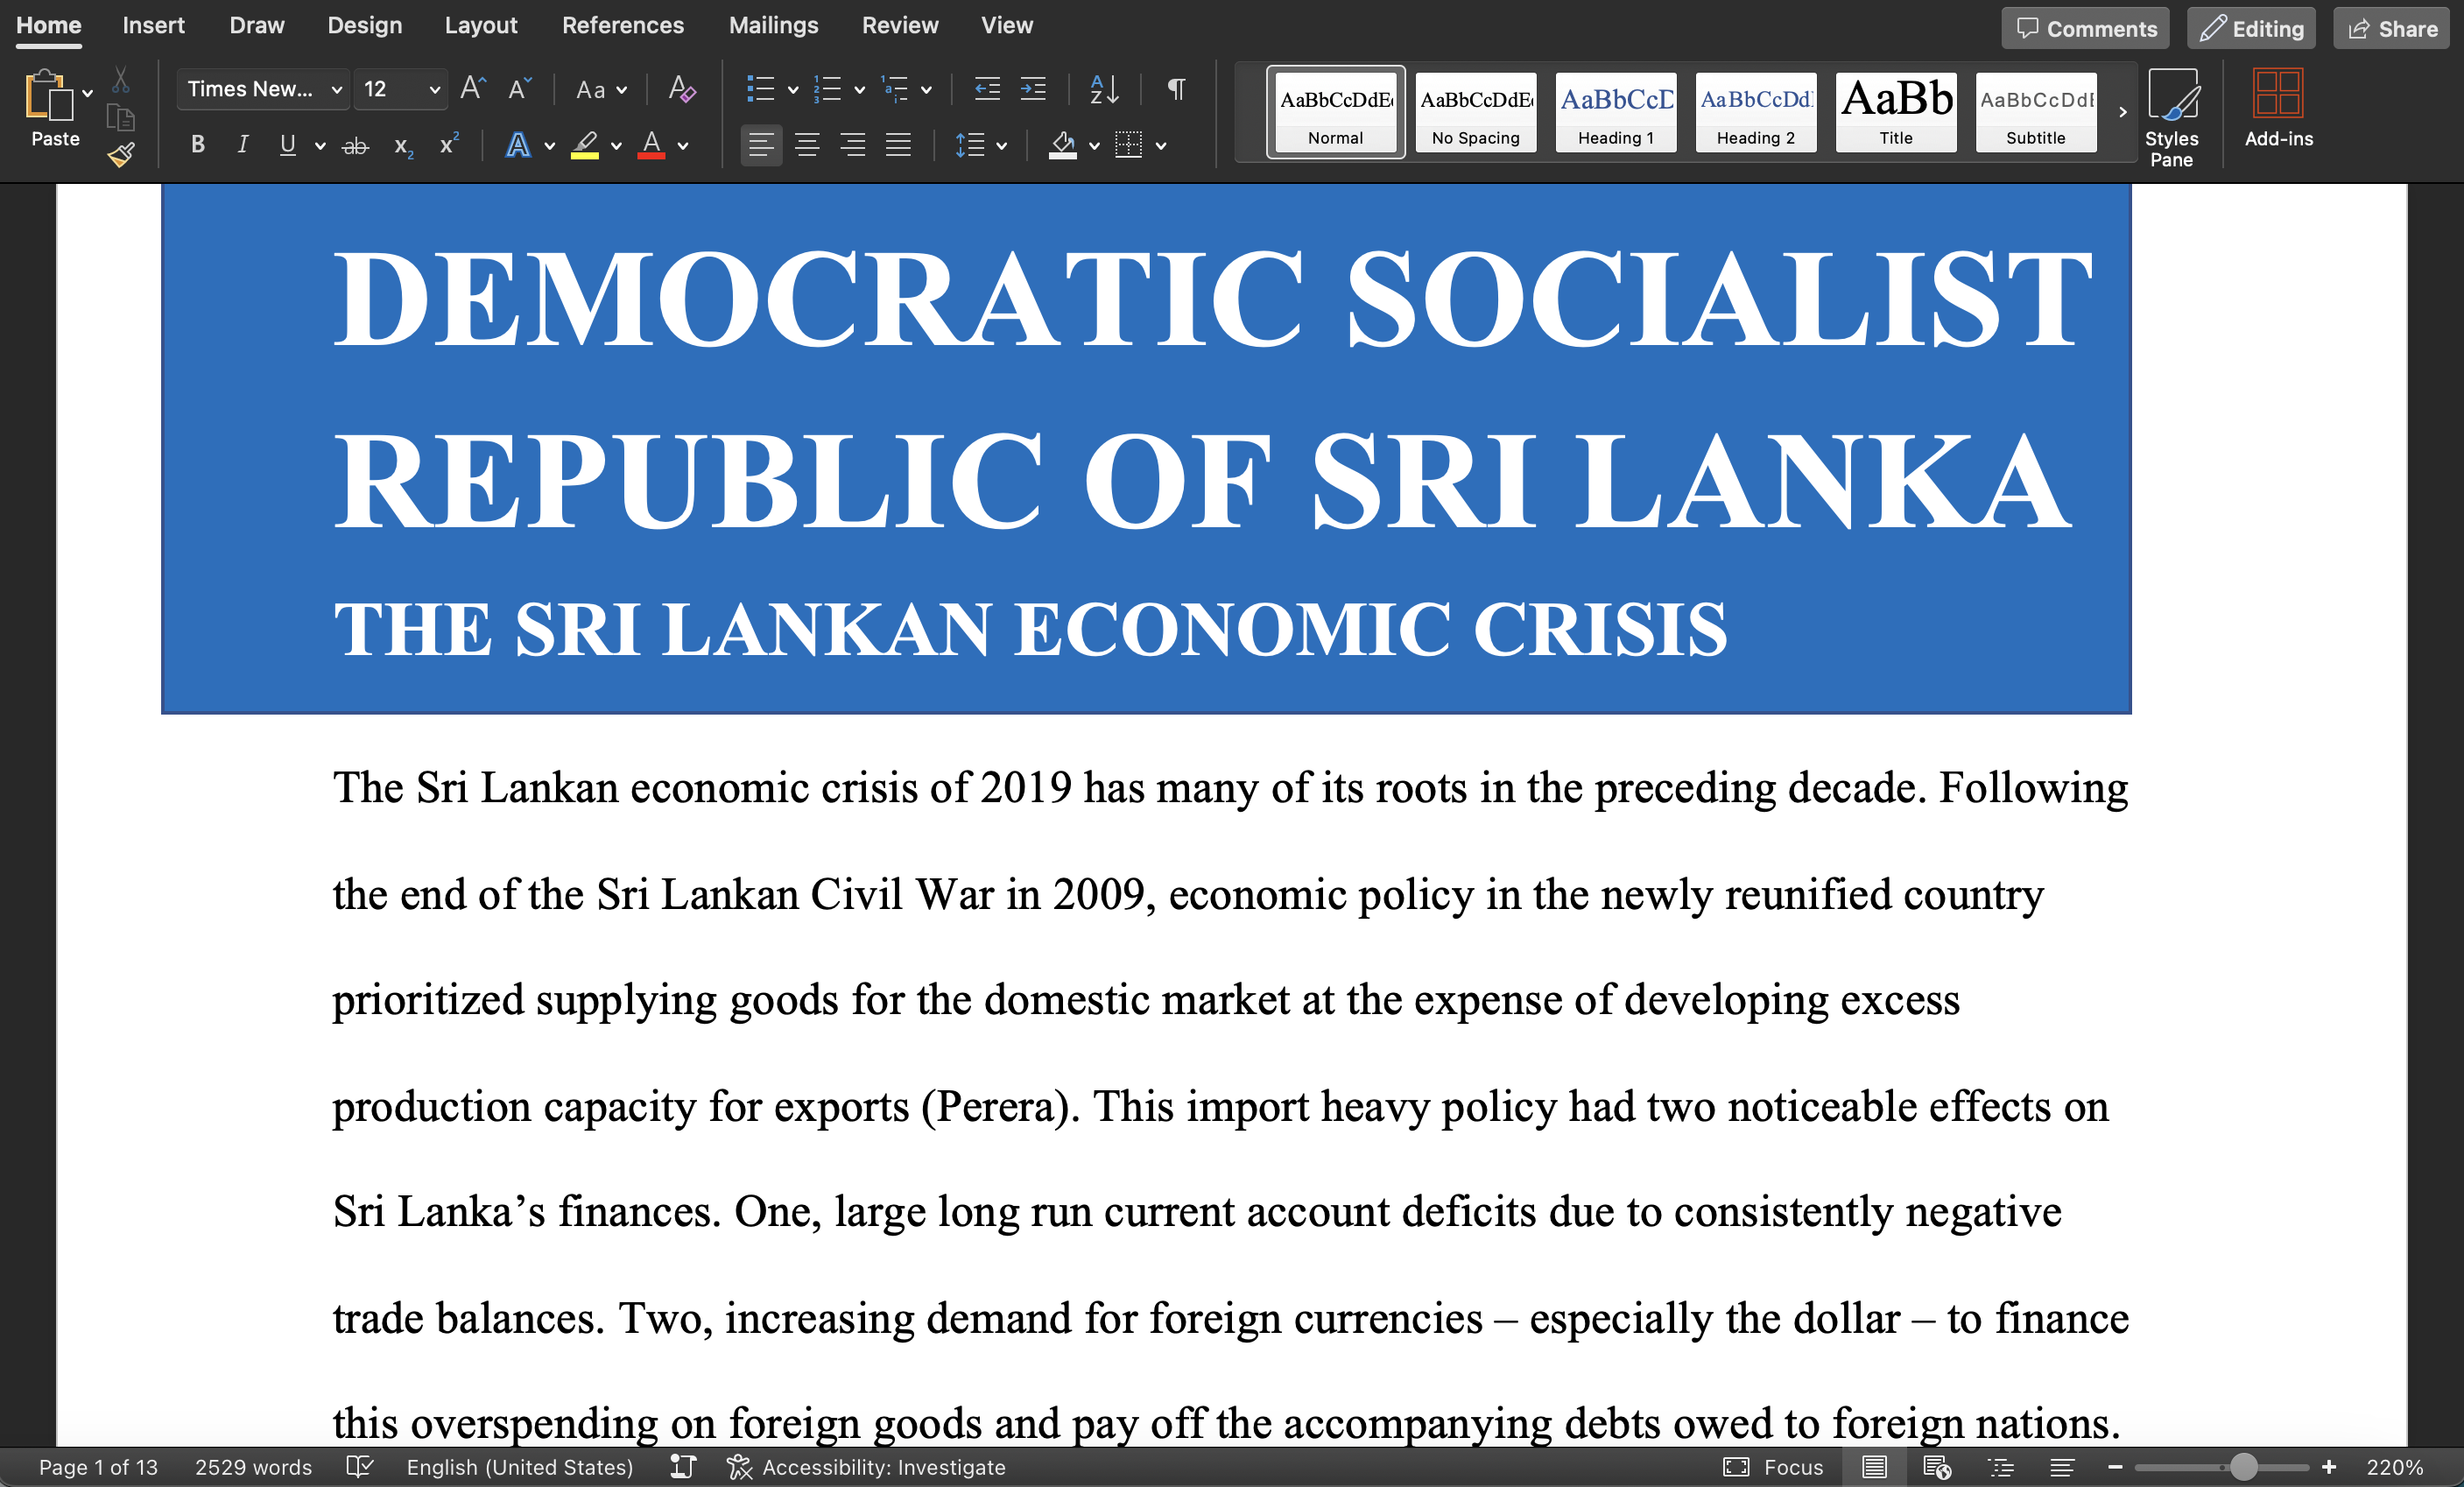 Home Insert Draw Design Layout References Mailings Review View Comments Editing Share
Paste
Times New... 12 Aa
B I U ab x2 x2 A A
AaBbCcDdE AaBbCcDdE AaBbCcD AaBbCcDd AaBb AaBbCcDdE
Normal No Spacing Heading 1 Heading 2 Title Subtitle
Styles Pane
Add-ins
DEMOCRATIC SOCIALIST
REPUBLIC OF SRI LANKA
THE SRI LANKAN ECONOMIC CRISIS
The Sri Lankan economic crisis of 2019 has many of its roots in the preceding decade. Following
the end of the Sri Lankan Civil War in 2009, economic policy in the newly reunified country
prioritized supplying goods for the domestic market at the expense of developing excess
production capacity for exports (Perera). This import heavy policy had two noticeable effects on
Sri Lanka’s finances. One, large long run current account deficits due to consistently negative
trade balances. Two, increasing demand for foreign currencies – especially the dollar – to finance
this overspending on foreign goods and pay off the accompanying debts owed to foreign nations.
Page 1 of 13 2529 words English (United States) Accessibility: Investigate Focus 220%